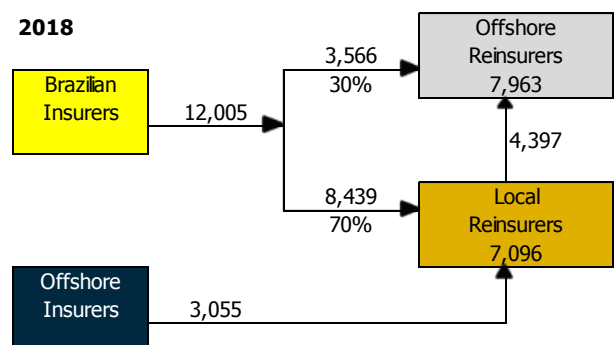 2018
Brazilian
Insurers
12,005
3,566
30%
Offshore
Reinsurers
7,963
4,397
8,439
70%
Local
Reinsurers
7,096
Offshore
Insurers
3,055